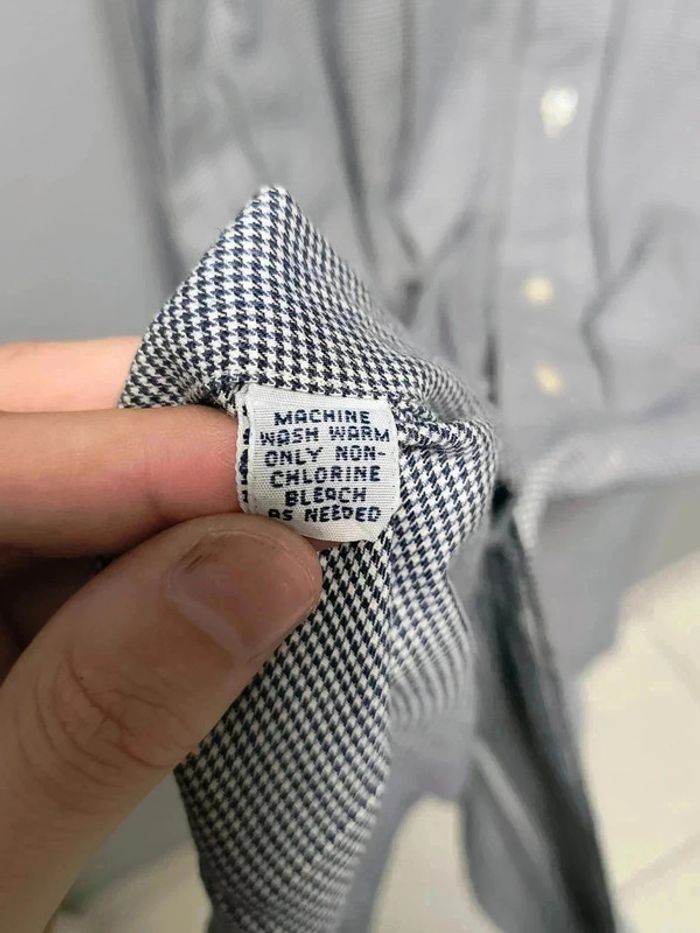 MACHINE
WASH WARM
ONLY NON-
CHLORINE
BLEACH
AS NEEDED